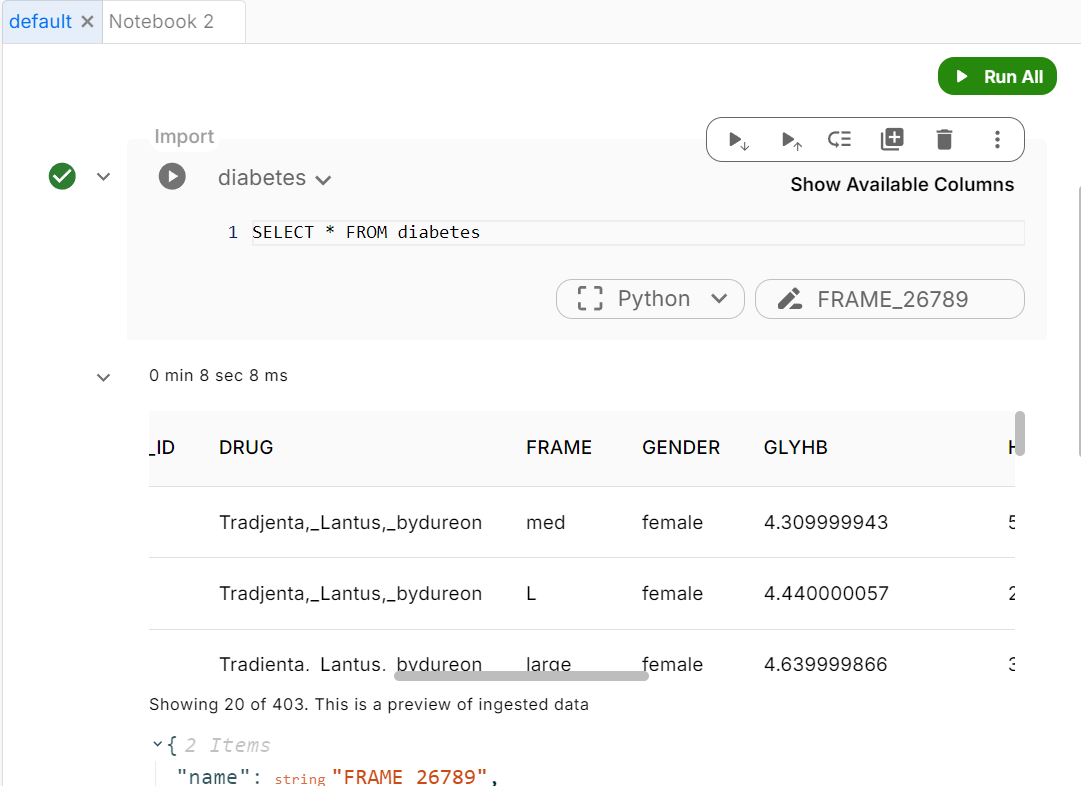 default
Notebook 2
Run All
Import
diabetes
Show Available Columns
1 SELECT * FROM diabetes
Python
FRAME_26789
0 min 8 sec 8 ms
_ID DRUG FRAME GENDER GLYHB H
Tradjenta,_Lantus,_bydureon med female 4.309999943 5
Tradjenta,_Lantus,_bydureon L female 4.440000057 2
Tradjenta,_Lantus,_bydureon large female 4.639999866 3
Showing 20 of 403. This is a preview of ingested data
{ 2 Items
"name": string "FRAME_26789",